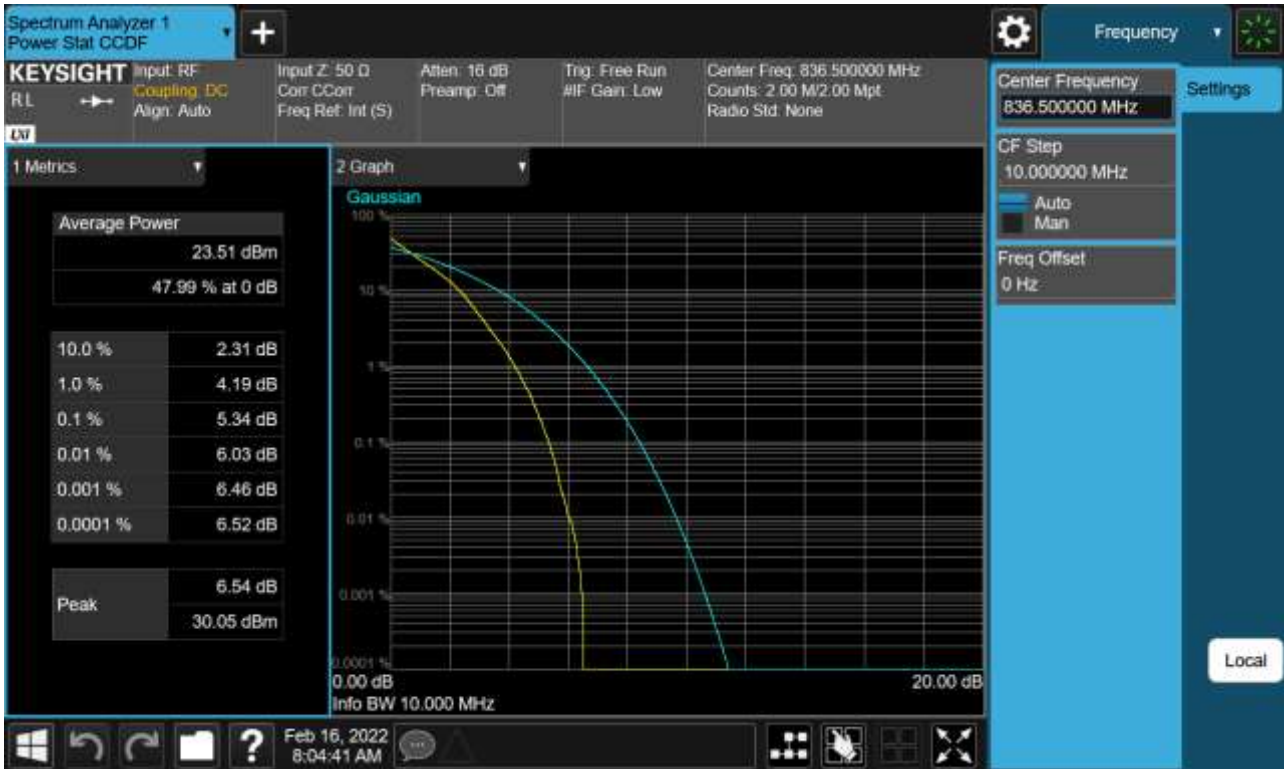 Spectrum Analyzer 1
Power Stat CCDF
+
Frequency
KEYSIGHT
RL
LXI
Input: RF
Coupling: DC
Align: Auto
Input Z: 50 Ω
Corr CCorr
Freq Ref: Int (S)
Atten: 16 dB
Preamp: Off
Trig: Free Run
#IF Gain: Low
Center Freq: 836.500000 MHz
Counts: 2.00 M/2.00 Mpt
Radio Std: None
Center Frequency
836.500000 MHz
Settings
CF Step
10.000000 MHz
Auto
Man
Freq Offset
0 Hz
1 Metrics
Average Power
23.51 dBm
47.99 % at 0 dB
10.0 % 2.31 dB
1.0 % 4.19 dB
0.1 % 5.34 dB
0.01 % 6.03 dB
0.001 % 6.46 dB
0.0001 % 6.52 dB
Peak 6.54 dB
30.05 dBm
2 Graph
Gaussian
100 %
10 %
1 %
0.1 %
0.01 %
0.001 %
0.0001 %
0.00 dB 20.00 dB
Info BW 10.000 MHz
Local
?
Feb 16, 2022
8:04:41 AM